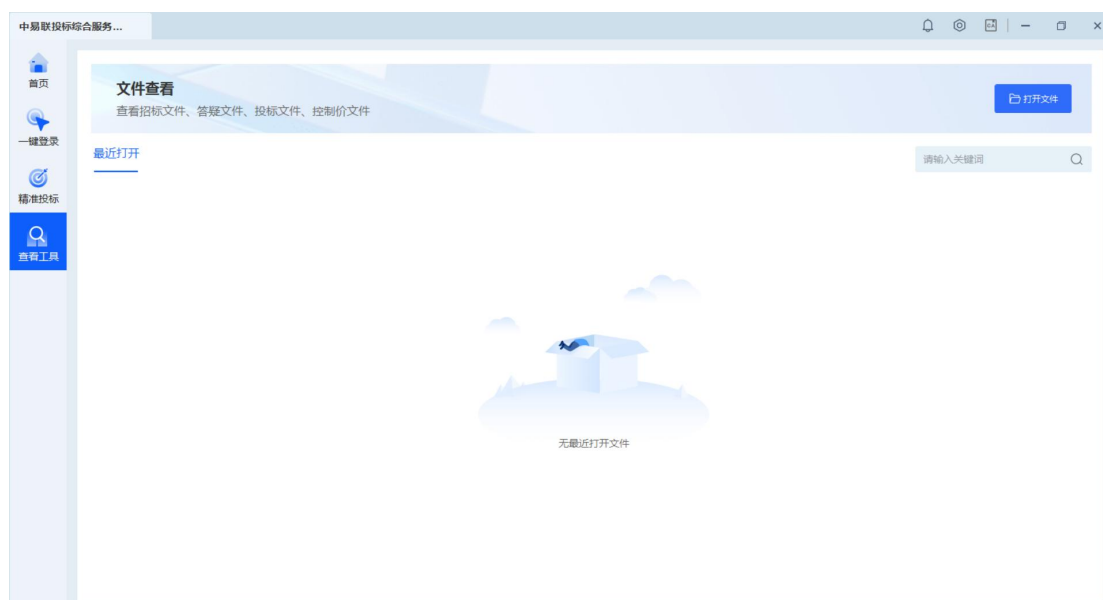 中易联投标综合服务...
首页
一键登录
精准投标
查看工具
文件查看
查看招标文件、答疑文件、投标文件、控制价文件
打开文件
最近打开
请输入关键词
无最近打开文件